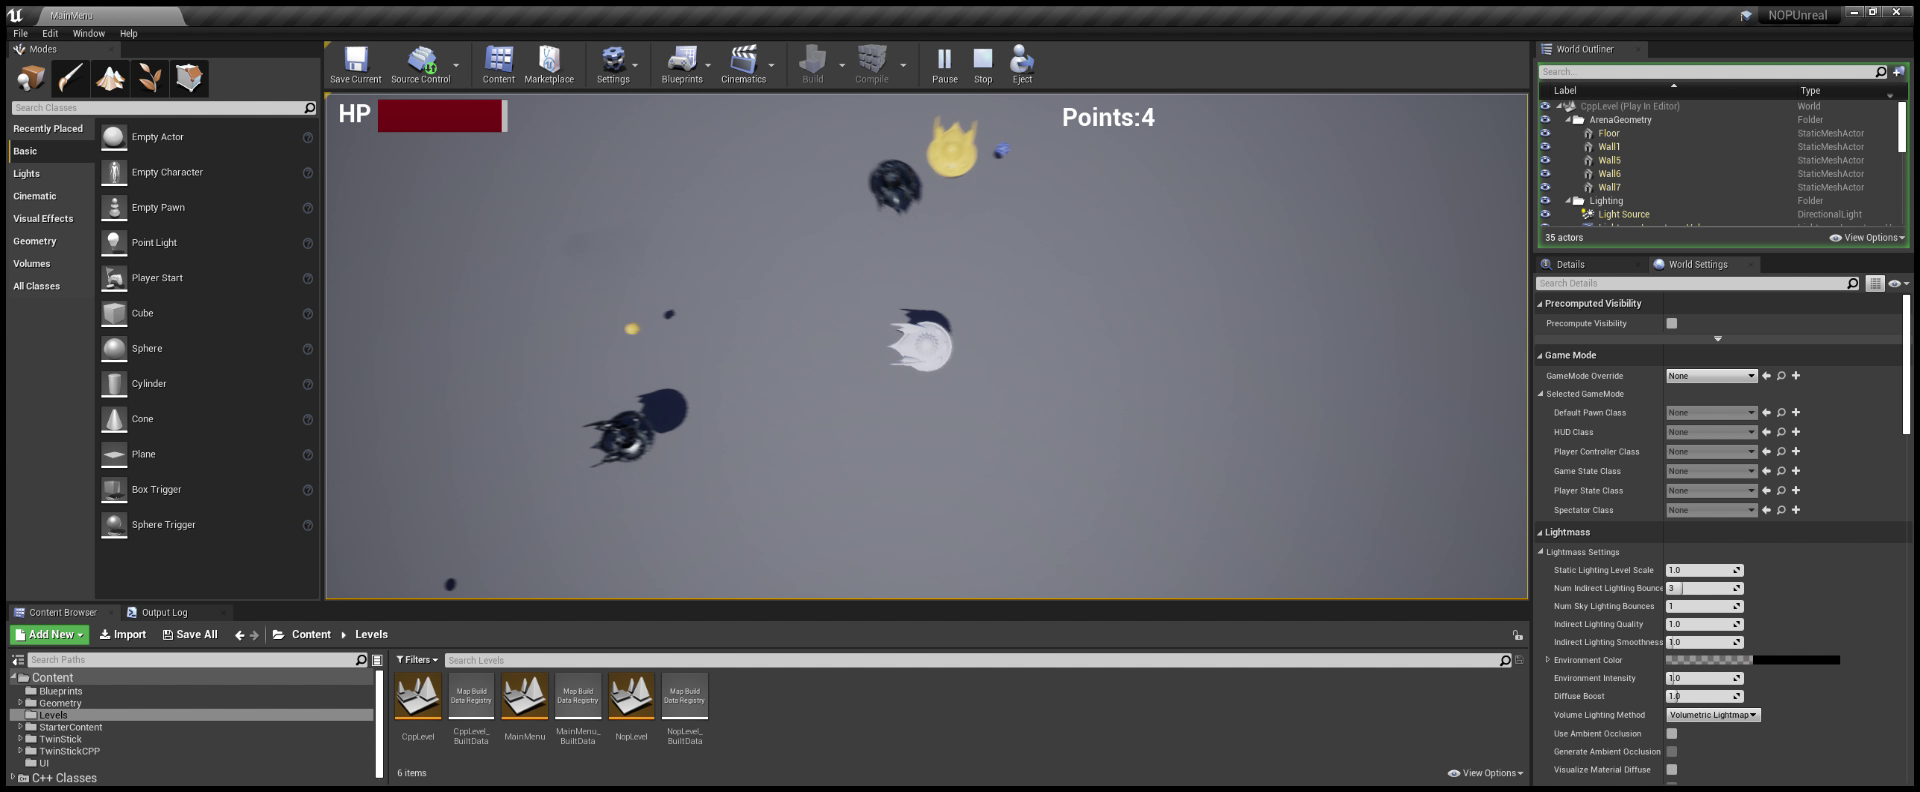 MainMenu
NOPUnreal
File Edit Window Help
Modes
Search Classes
Recently Placed
Basic
Lights
Cinematic
Visual Effects
Geometry
Volumes
All Classes
Empty Actor
Empty Character
Empty Pawn
Point Light
Player Start
Cube
Sphere
Cylinder
Cone
Plane
Box Trigger
Sphere Trigger
Save Current Source Control Content Marketplace Settings Blueprints Cinematics Build Compile Pause Stop Eject
HP
Points:4
World Outliner
Search...
Label Type
CppLevel (Play In Editor) World
ArenaGeometry Folder
Floor StaticMeshActor
Wall1 StaticMeshActor
Wall5 StaticMeshActor
Wall6 StaticMeshActor
Wall7 StaticMeshActor
Lighting Folder
Light Source DirectionalLight
35 actors View Options
Details World Settings
Search Details
Precomputed Visibility
Precompute Visibility
Game Mode
GameMode Override None
Selected GameMode
Default Pawn Class None
HUD Class None
Player Controller Class None
Game State Class None
Player State Class None
Spectator Class None
Lightmass
Lightmass Settings
Static Lighting Level Scale 1.0
Num Indirect Lighting Bounce 3
Num Sky Lighting Bounces 1
Indirect Lighting Quality 1.0
Indirect Lighting Smoothness 1.0
Environment Color
Environment Intensity 1.0
Diffuse Boost 1.0
Volume Lighting Method Volumetric Lightmap
Use Ambient Occlusion
Generate Ambient Occlusion
Visualize Material Diffuse
Content Browser Output Log
Add New Import Save All Content Levels
Search Paths
Content
Blueprints
Geometry
Levels
StarterContent
TwinStick
TwinStickCPP
UI
C++ Classes
Filters Search Levels
Map Build
Data Registry
Map Build
Data Registry
Map Build
Data Registry
CppLevel
CppLevel_
BuiltData
MainMenu
MainMenu_
BuiltData
NopLevel
NopLevel_
BuiltData
6 items View Options